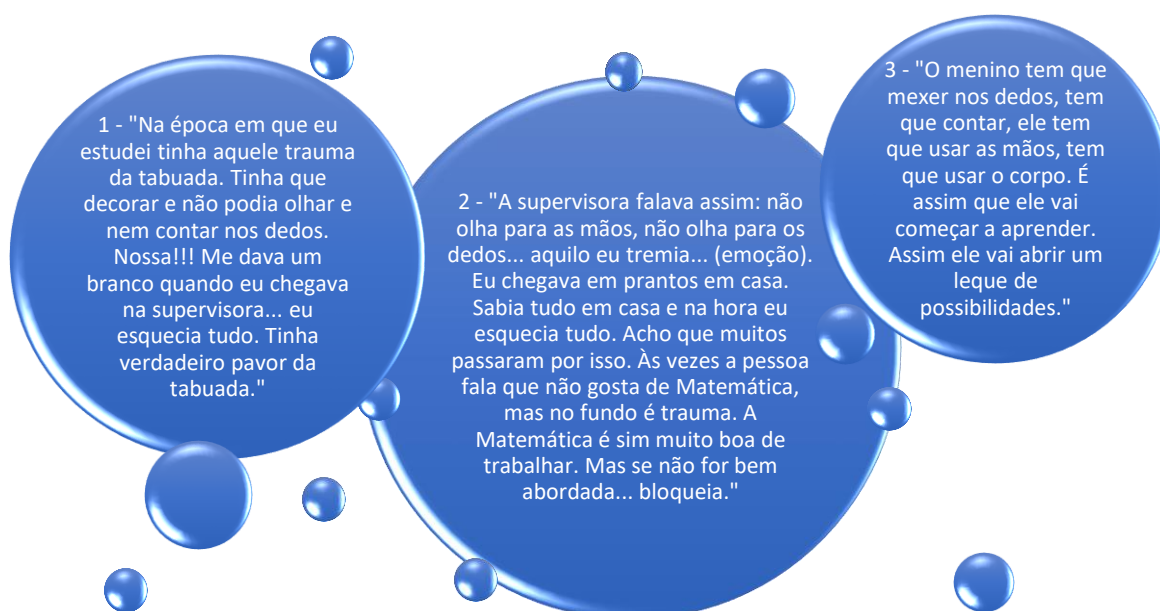 1 - "Na época em que eu
estudei tinha aquele trauma
da tabuada. Tinha que
decorar e não podia olhar e
nem contar nos dedos.
Nossa!!! Me dava um
branco quando eu chegava
na supervisora... eu
esquecia tudo. Tinha
verdadeiro pavor da
tabuada."
2 - "A supervisora falava assim: não
olha para as mãos, não olha para os
dedos... aquilo eu tremia... (emoção).
Eu chegava em prantos em casa.
Sabia tudo em casa e na hora eu
esquecia tudo. Acho que muitos
passaram por isso. Às vezes a pessoa
fala que não gosta de Matemática,
mas no fundo é trauma. A
Matemática é sim muito boa de
trabalhar. Mas se não for bem
abordada... bloqueia."
3 - "O menino tem que
mexer nos dedos, tem
que contar, ele tem
que usar as mãos, tem
que usar o corpo. É
assim que ele vai
começar a aprender.
Assim ele vai abrir um
leque de
possibilidades."